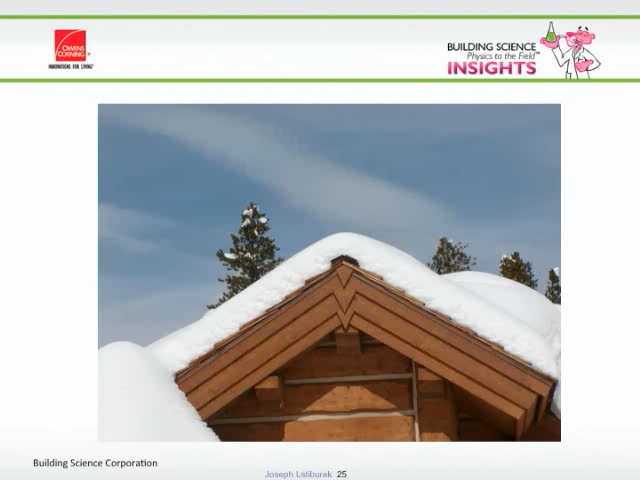 OWENS
CORNING
INNOVATIONS FOR LIVING
BUILDING SCIENCE
Physics to the Field™
INSIGHTS
Building Science Corporation
Joseph Lstiburek 25